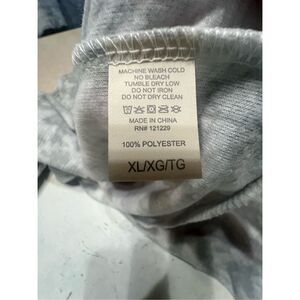 MACHINE WASH COLD
NO BLEACH
TUMBLE DRY LOW
DO NOT IRON
DO NOT DRY CLEAN
MADE IN CHINA
RN# 121229
100% POLYESTER
XL/XG/TG